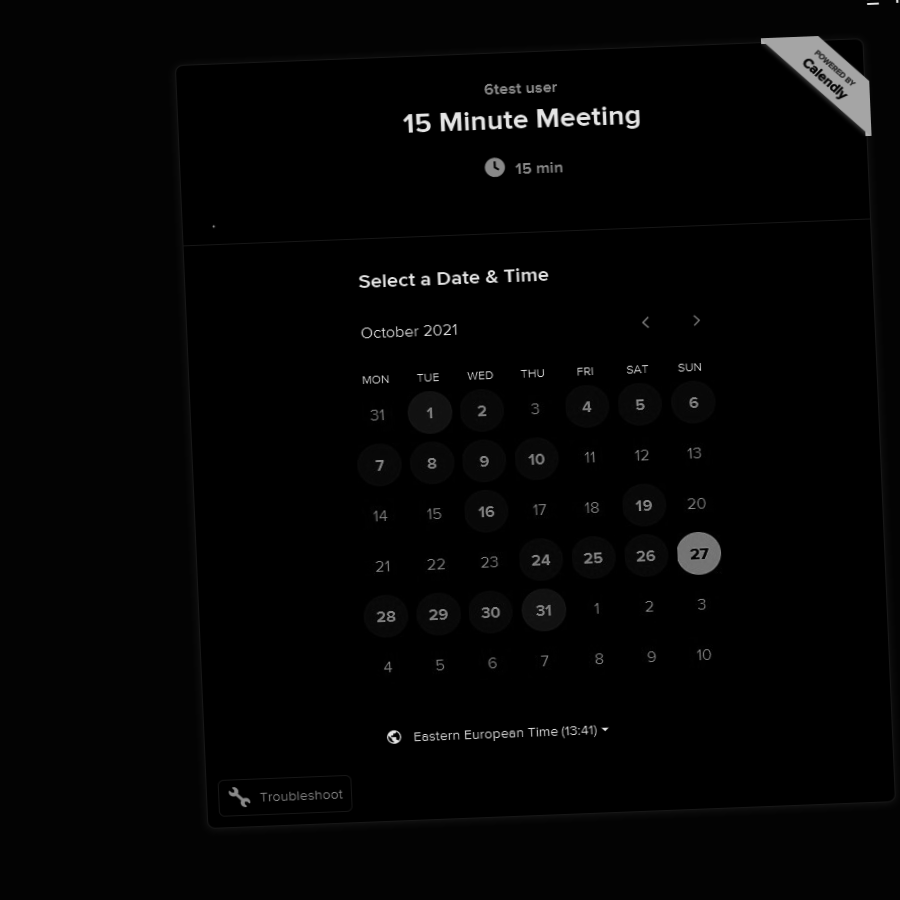 POWERED BY
Calendly
6test user
15 Minute Meeting
15 min
Select a Date & Time
October 2021
MON TUE WED THU FRI SAT SUN
31 1 2 3 4 5 6
7 8 9 10 11 12 13
14 15 16 17 18 19 20
21 22 23 24 25 26 27
28 29 30 31 1 2 3
4 5 6 7 8 9 10
Eastern European Time (13:41)
Troubleshoot